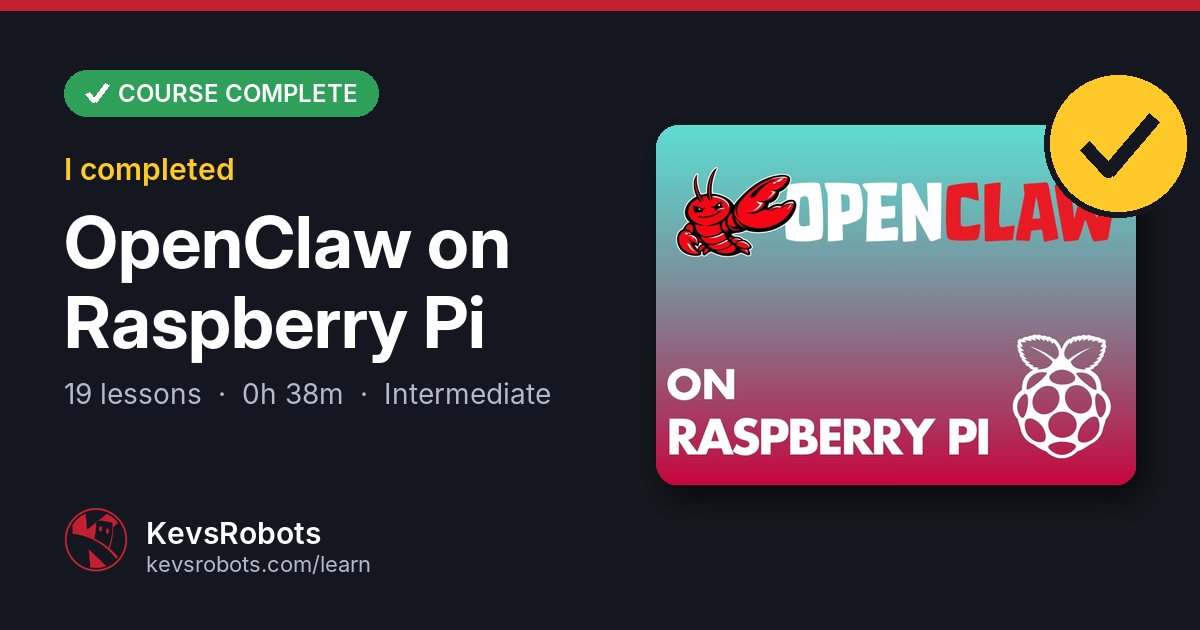 COURSE COMPLETE
I completed
OpenClaw on
Raspberry Pi
19 lessons · 0h 38m · Intermediate
OPENCLAW
ON
RASPBERRY PI
KevsRobots
kevsrobots.com/learn